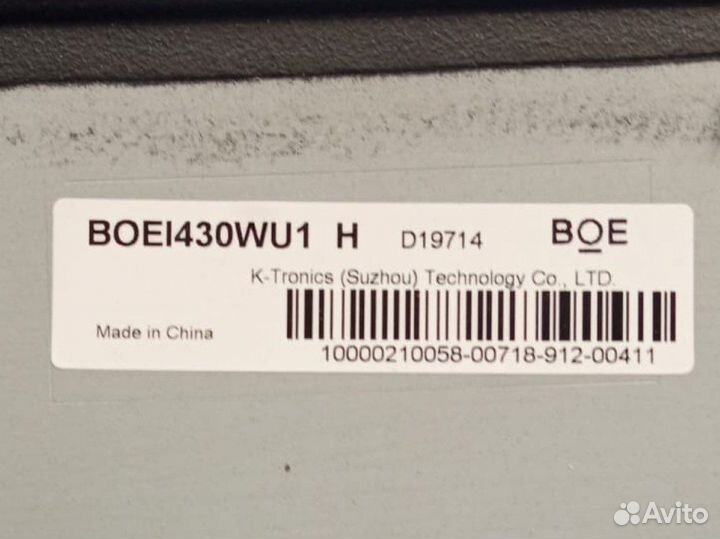 BOEI430WU1 H D19714 BOE
K-Tronics (Suzhou) Technology Co., LTD.
Made in China
10000210058-00718-912-00411
Avito